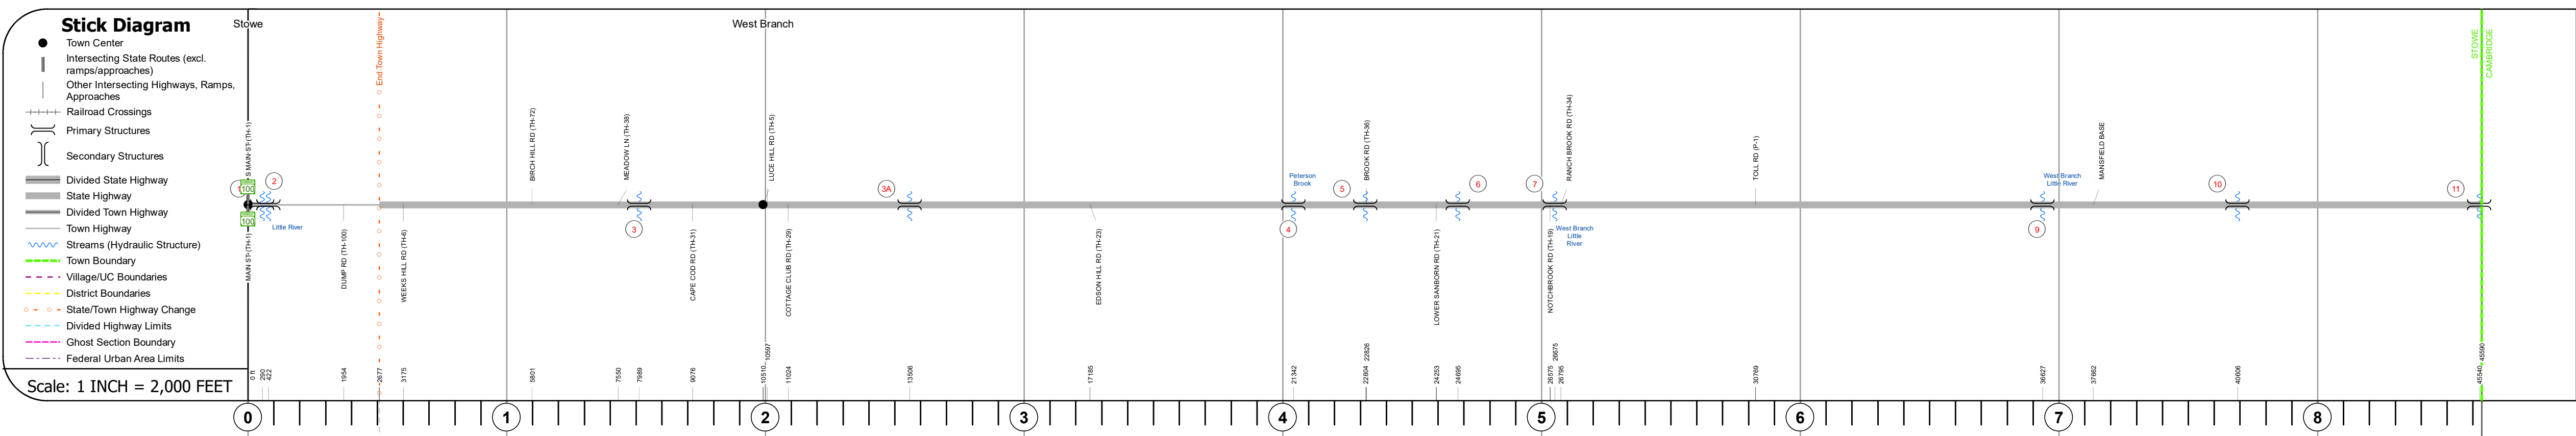 Stick Diagram
Town Center
Intersecting State Routes (excl.
ramps/approaches)
Other Intersecting Highways, Ramps,
Approaches
Railroad Crossings
Primary Structures
Secondary Structures
Divided State Highway
State Highway
Divided Town Highway
Town Highway
Streams (Hydraulic Structure)
Town Boundary
Village/UC Boundaries
District Boundaries
State/Town Highway Change
Divided Highway Limits
Ghost Section Boundary
Federal Urban Area Limits
Scale: 1 INCH = 2,000 FEET
Stowe
West Branch
End Town Highway
STOWE
CAMBRIDGE
S MAIN ST (TH-1)
BIRCH HILL RD (TH-72)
MEADOW LN (TH-38)
LUCE HILL RD (TH-5)
BROOK RD (TH-36)
RANCH BROOK RD (TH-34)
TOLL RD (P-1)
MANSFIELD BASE
1
100
2
3A
Peterson
Brook
5
6
7
West Branch
Little River
10
11
100
Little River
3
4
West Branch
Little
River
9
MAIN ST (TH-1)
DUMP RD (TH-100)
WEEKS HILL RD (TH-6)
CAPE COD RD (TH-31)
COTTAGE CLUB RD (TH-29)
EDSON HILL RD (TH-23)
LOWER SANBORN RD (TH-21)
NOTCHBROOK RD (TH-19)
0 ft
290
422
1954
2677
3175
5801
7550
7989
9076
10510
10597
11024
13506
17185
21342
22804
22826
24253
24695
26575
26675
26795
30769
36627
37662
40606
45540
45590
0
1
2
3
4
5
6
7
8